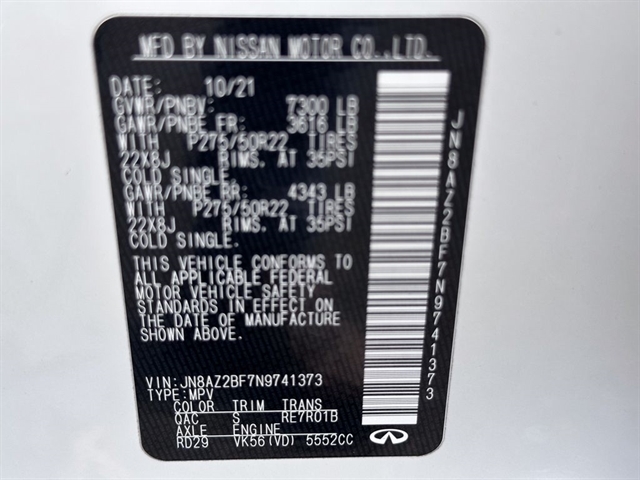 MFD BY NISSAN MOTOR CO.,LTD.
DATE: 10/21
GVWR/PNBV: 7300 LB
GAWR/PNBE FR: 3616 LB
WITH P275/50R22 TIRES
22X8J RIMS, AT 35PSI
COLD SINGLE.
GAWR/PNBE RR: 4343 LB
WITH P275/50R22 TIRES
22X8J RIMS, AT 35PSI
COLD SINGLE.
THIS VEHICLE CONFORMS TO
ALL APPLICABLE FEDERAL
MOTOR VEHICLE SAFETY
STANDARDS IN EFFECT ON
THE DATE OF MANUFACTURE
SHOWN ABOVE.
VIN:JN8AZ2BF7N9741373
TYPE:MPV
COLOR TRIM TRANS
QAC S RE7R01B
AXLE ENGINE
RD29 VK56(VD) 5552CC
JN8AZ2BF7N9741373